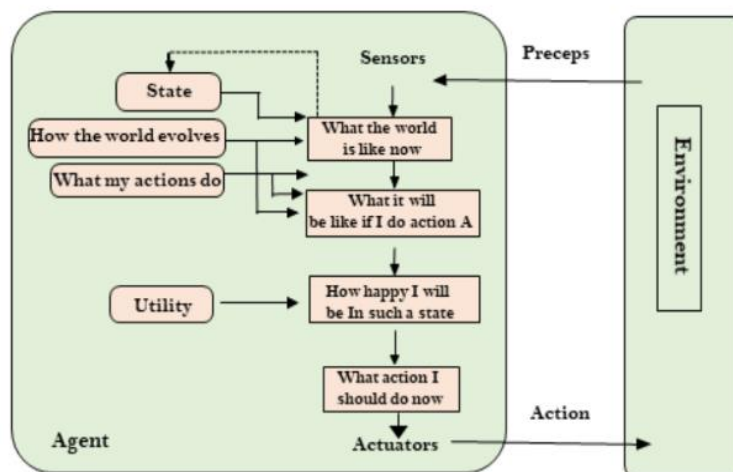 Sensors
Preceps
State
How the world evolves
What the world
is like now
What my actions do
What it will
be like if I do action A
Utility
How happy I will
be In such a state
What action I
should do now
Agent
Actuators
Action
Environment